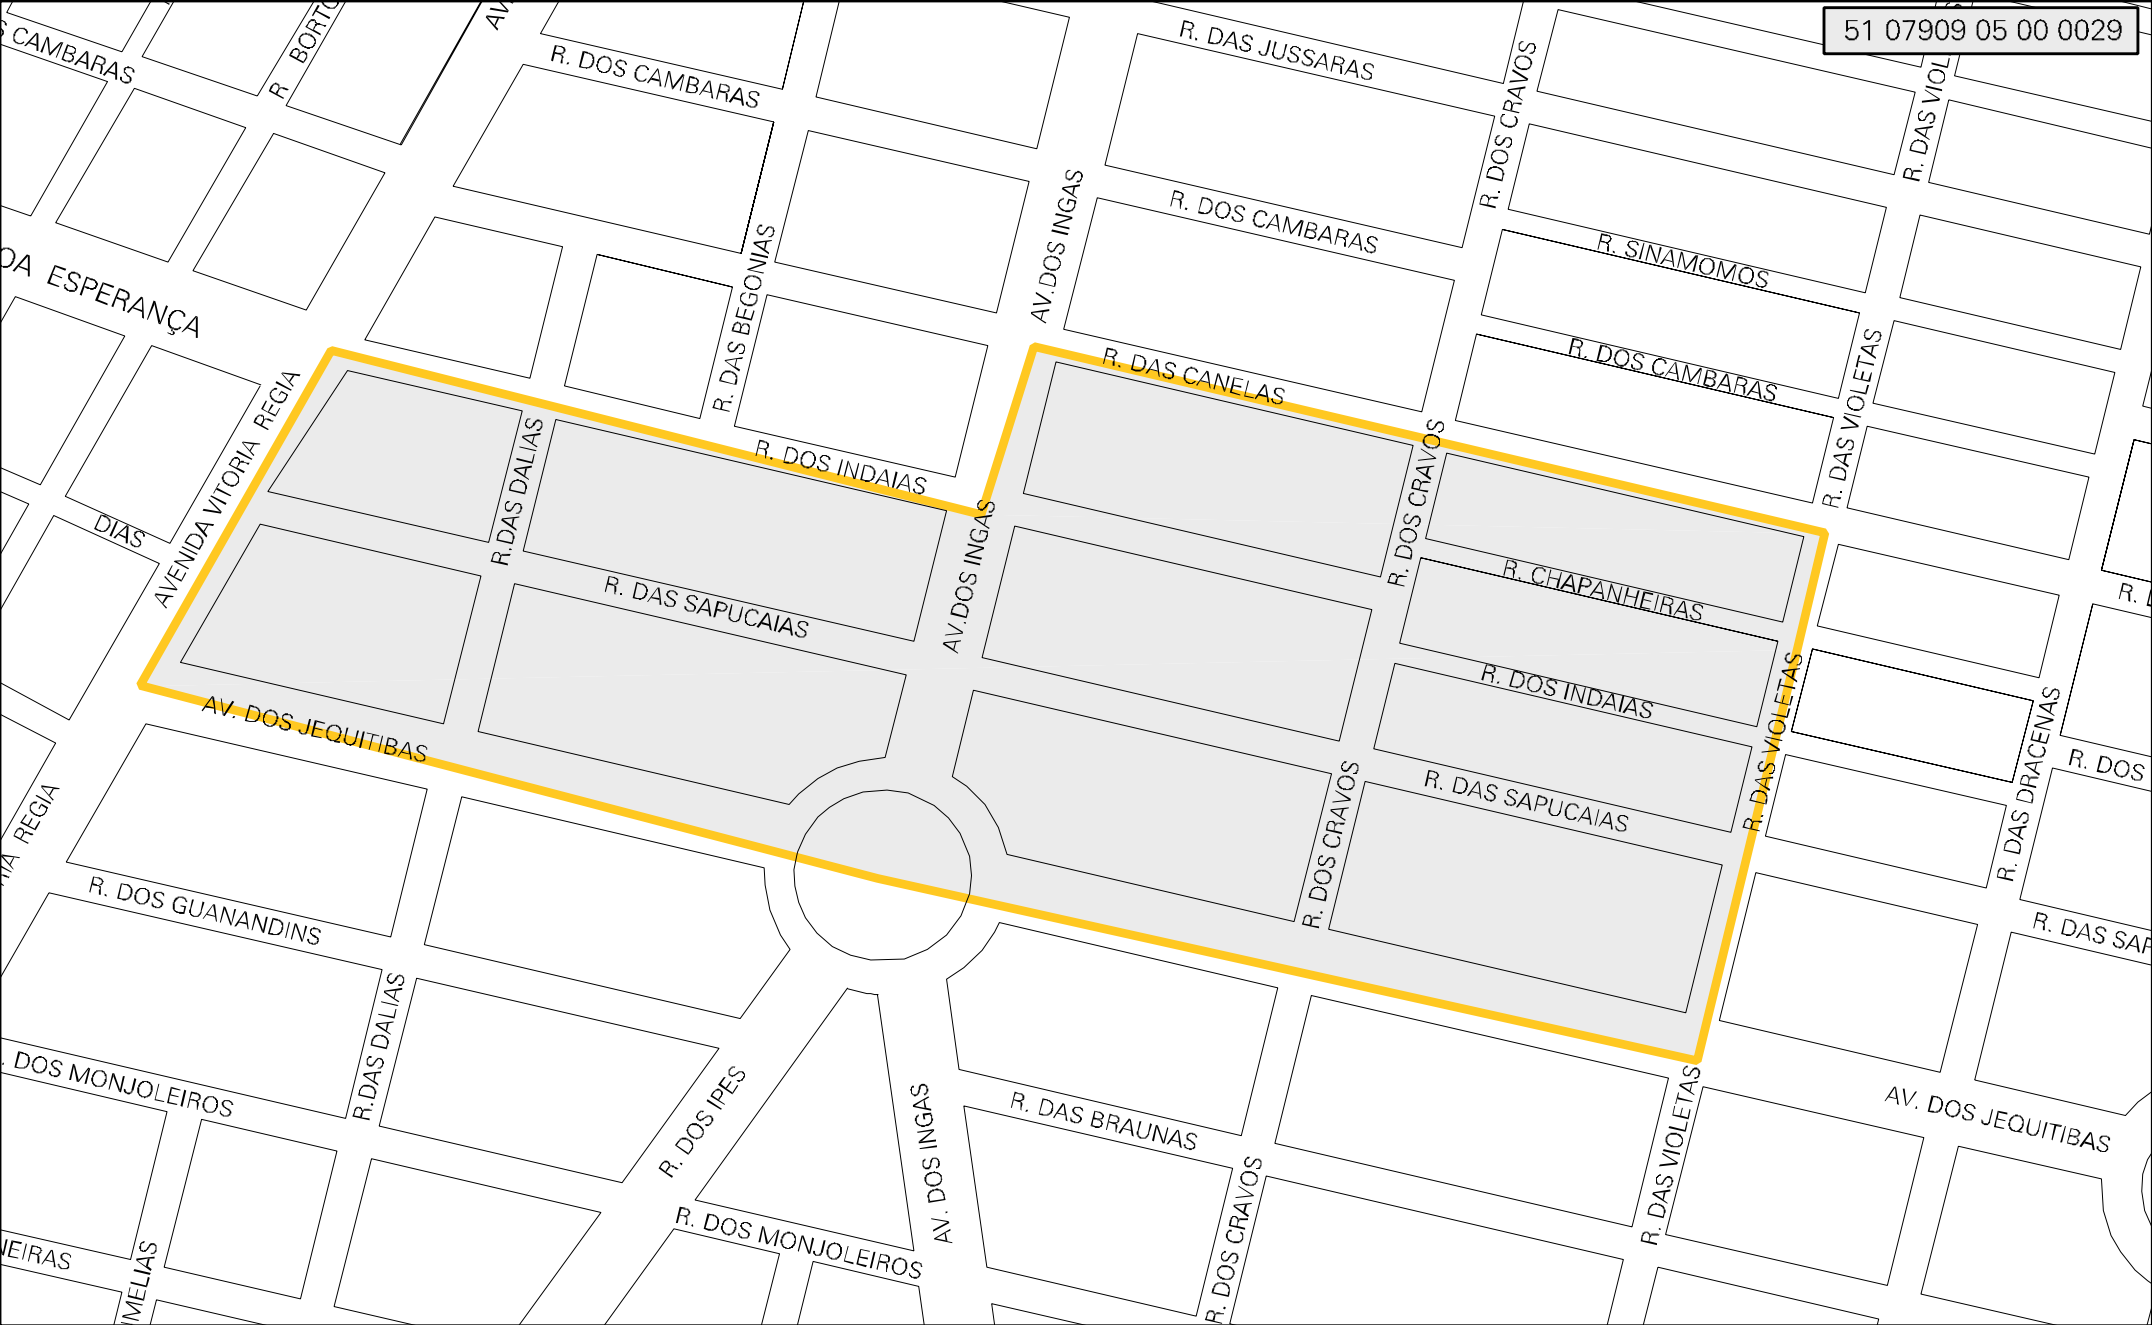 51 07909 05 00 0029
CAMBARAS
R BORTO
AV
R. DOS CAMBARAS
R. DAS JUSSARAS
R. DOS CRAVOS
R. DAS VIOL
R. DOS CAMBARAS
AV.DOS INGAS
R. SINAMOMOS
R. DAS BEGONIAS
OA ESPERANÇA
R. DOS CAMBARAS
R. DAS VIOLETAS
R. DAS CANELAS
AVENIDA VITORIA REGIA
R. DOS INDAIAS
R.DAS DALIAS
R. DOS CRAVOS
DIAS
AV.DOS INGAS
R. CHAPANHEIRAS
R. DAS SAPUCAIAS
R.
R. DOS INDAIAS
R. DAS VIOLETAS
AV. DOS JEQUITIBAS
R. DAS DRACENAS
R. DOS
R. DAS SAPUCAIAS
R. DOS CRAVOS
REGIA
R. DOS GUANANDINS
R. DAS SAP
R.DAS DALIAS
. DOS MONJOLEIROS
R. DOS IPES
AV. DOS INGAS
R. DAS BRAUNAS
R. DAS VIOLETAS
AV. DOS JEQUITIBAS
R. DOS MONJOLEIROS
R. DOS CRAVOS
NEIRAS
MELIAS